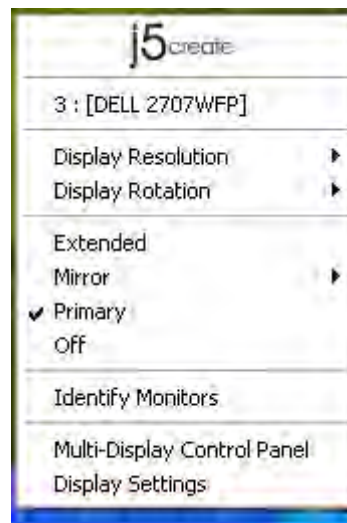 j5create
3 : [DELL 2707WFP]
Display Resolution
Display Rotation
Extended
Mirror
Primary
Off
Identify Monitors
Multi-Display Control Panel
Display Settings